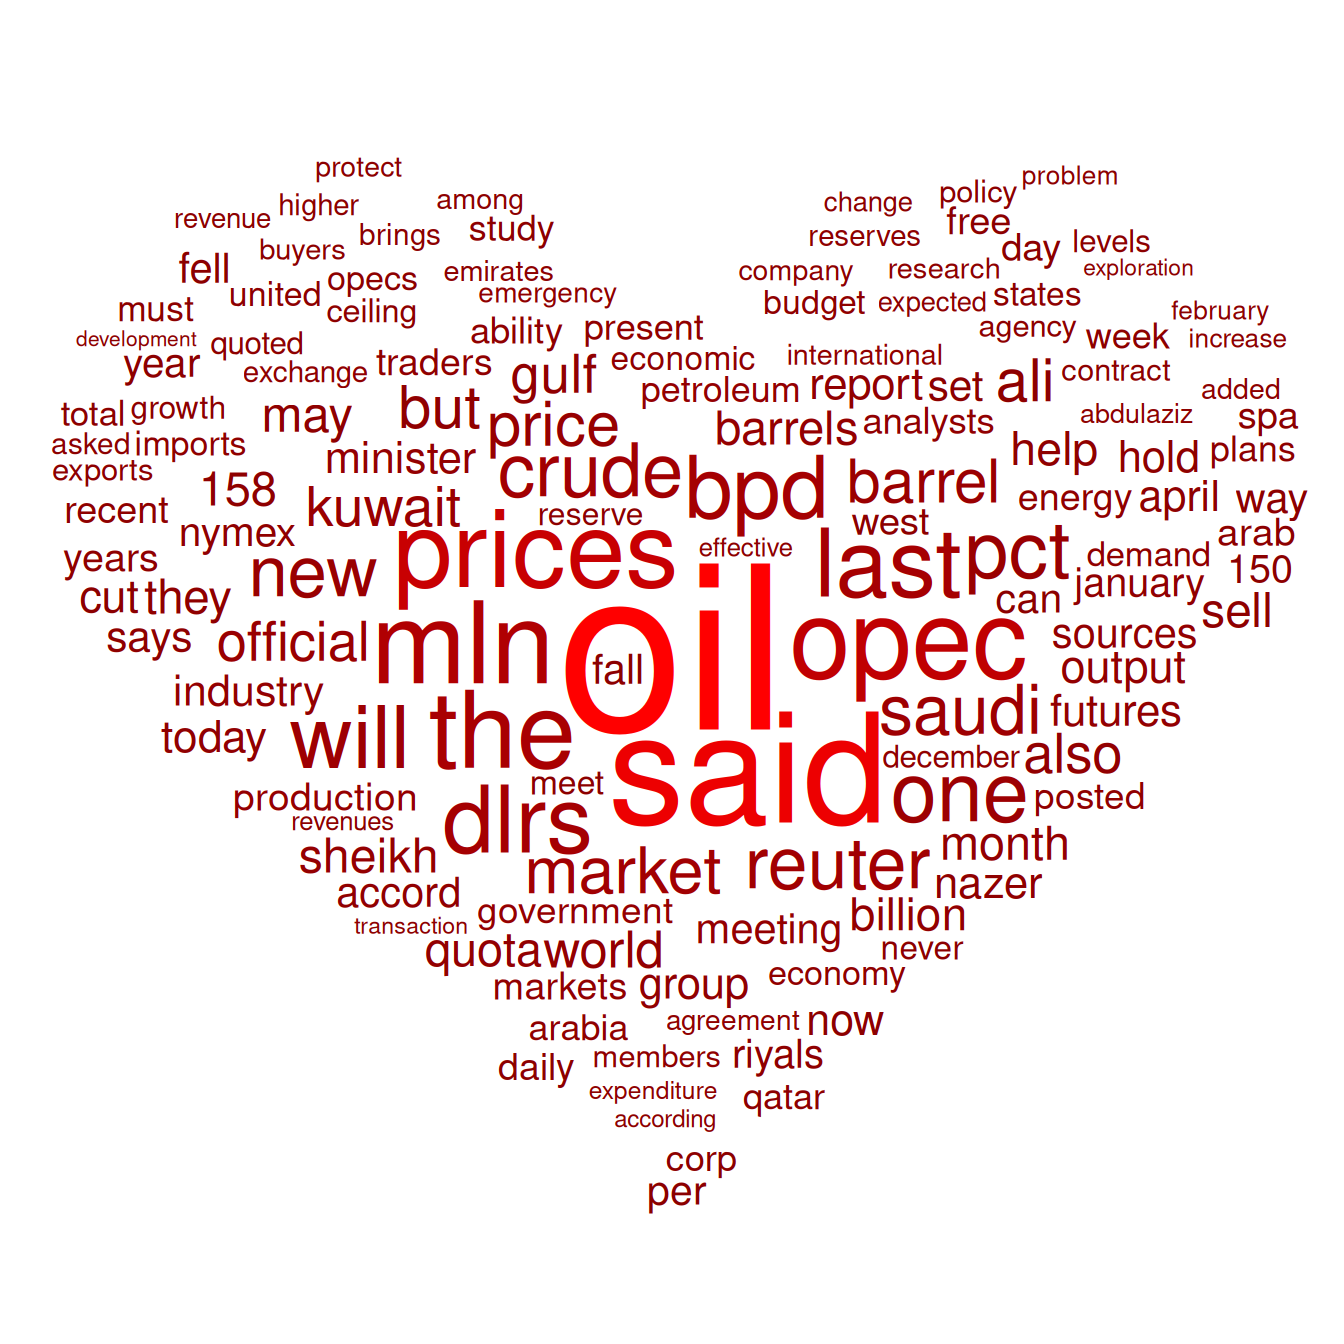 protect
problem
revenue higher among change policy
buyers brings study reserves free day levels
fell united opecs emirates company research exploration
must ceiling emergency budget expected states february
development quoted ability present agency week increase
year exchange traders gulf economic international
petroleum report set ali contract added
total growth may but price barrels analysts abdulaziz spa
asked imports minister crude bpd barrel help hold plans
exports 158 kuwait energy april way
recent nymex reserve west arab
years new prices effective last pct demand 150
cut they january can sell
says official mln oil opec sources
industry fall output
today will the said saudi futures
december also
production meet dlrs one posted
revenues
sheikh market reuter month
accord nazer
transaction government meeting billion
quota world never
markets group economy
arabia agreement now
daily members riyals
expenditure qatar
according
corp
per